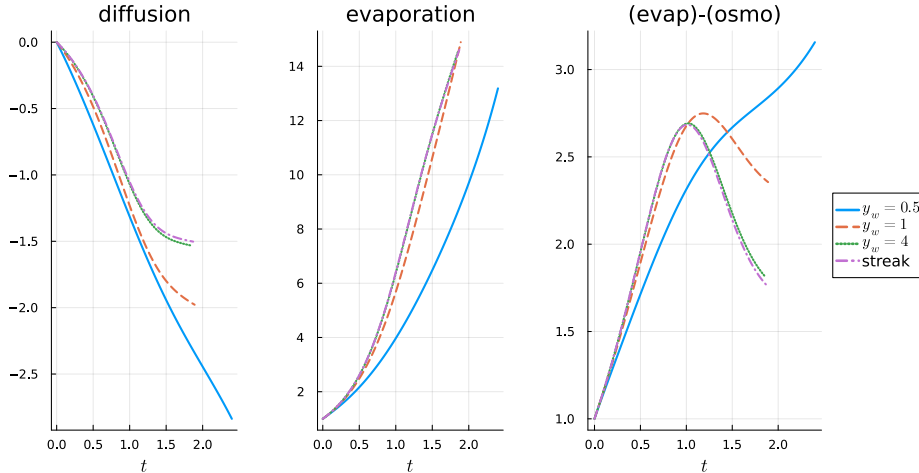 diffusion
evaporation
(evap)-(osmo)
0.0
−0.5
−1.0
−1.5
−2.0
−2.5
0.0 0.5 1.0 1.5 2.0
t
14
12
10
8
6
4
2
0.0 0.5 1.0 1.5 2.0
t
3.0
2.5
2.0
1.5
1.0
0.0 0.5 1.0 1.5 2.0
t
y_w = 0.5
y_w = 1
y_w = 4
streak